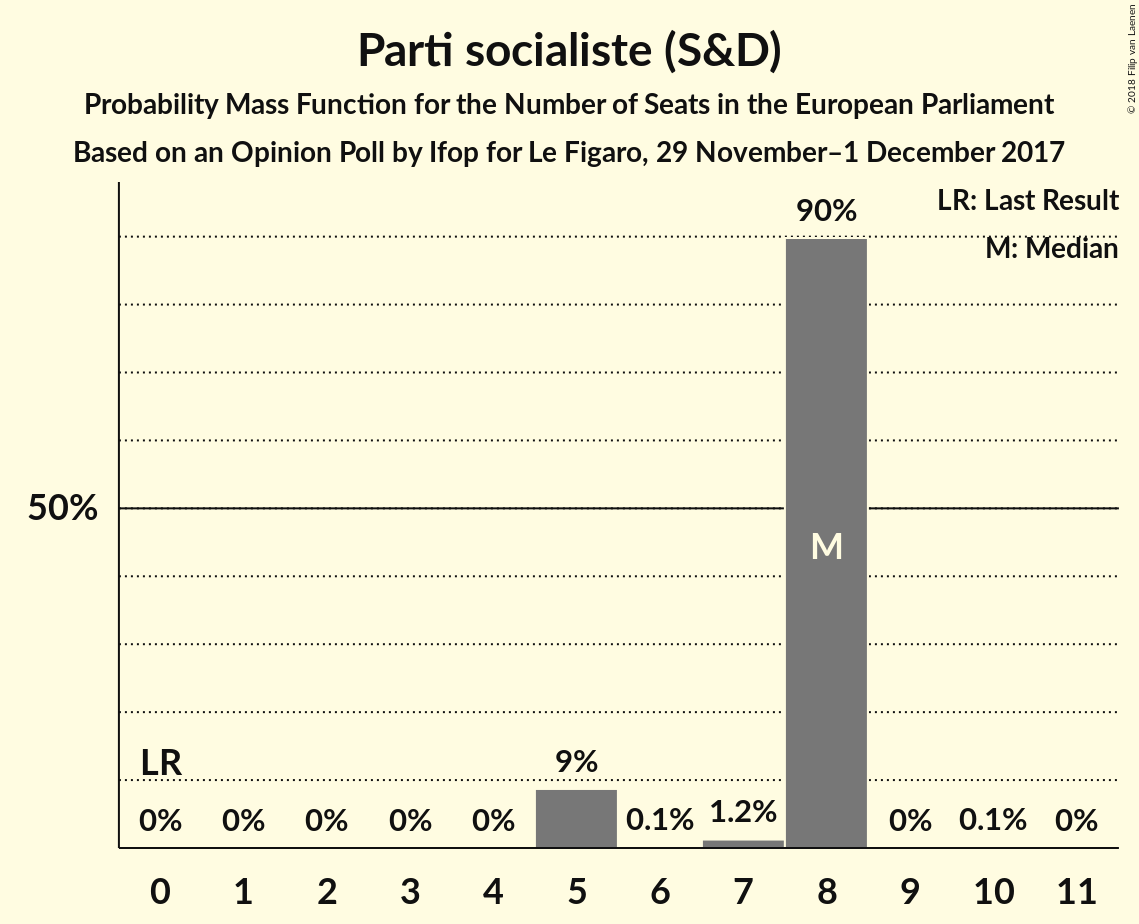 Parti socialiste (S&D)
Probability Mass Function for the Number of Seats in the European Parliament
Based on an Opinion Poll by Ifop for Le Figaro, 29 November–1 December 2017
© 2018 Filip van Laenen
LR: Last Result
M: Median
90%
50%
M
LR
9%
0% 0% 0% 0% 0% 0.1% 1.2% 0% 0.1% 0%
0 1 2 3 4 5 6 7 8 9 10 11